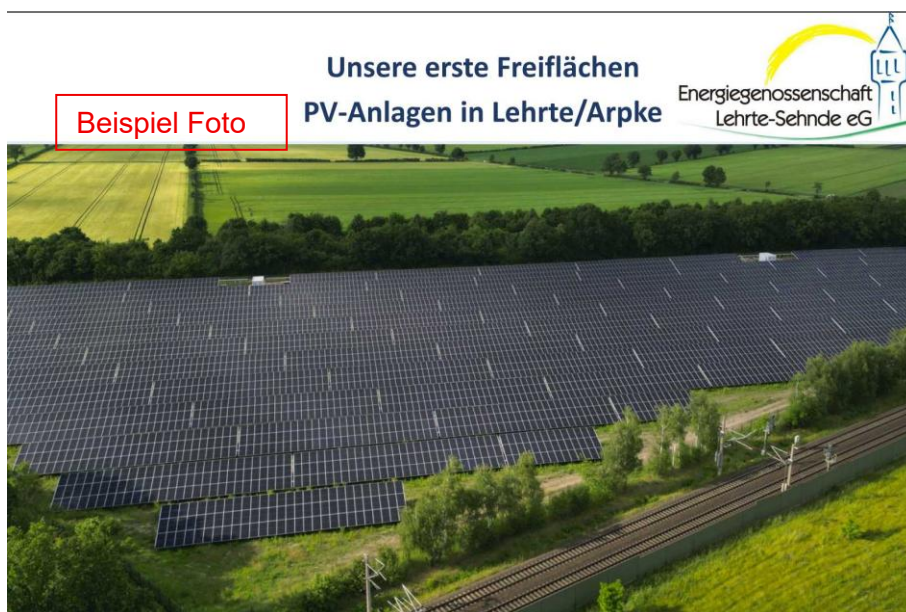 Unsere erste Freiflächen
PV-Anlagen in Lehrte/Arpke
Energiegenossenschaft
Lehrte-Sehnde eG
Beispiel Foto